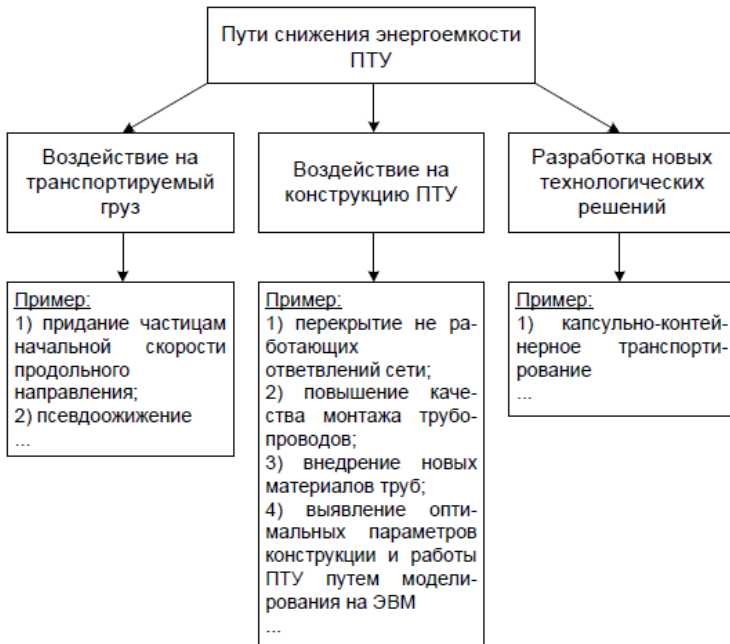 Пути снижения энергоемкости
ПТУ
Воздействие на
транспортируемый
груз
Воздействие на
конструкцию ПТУ
Разработка новых
технологических
решений
Пример:
1) придание частицам
начальной скорости
продольного
направления;
2) псевдоожижение
...
Пример:
1) перекрытие не ра-
ботающих
ответвлений сети;
2) повышение качес-
тва монтажа трубо-
проводов;
3) внедрение новых
материалов труб;
4) выявление опти-
мальных параметров
конструкции и работы
ПТУ путем модели-
рования на ЭВМ
...
Пример:
1) капсульно-контей-
нерное транспорти-
рование
...